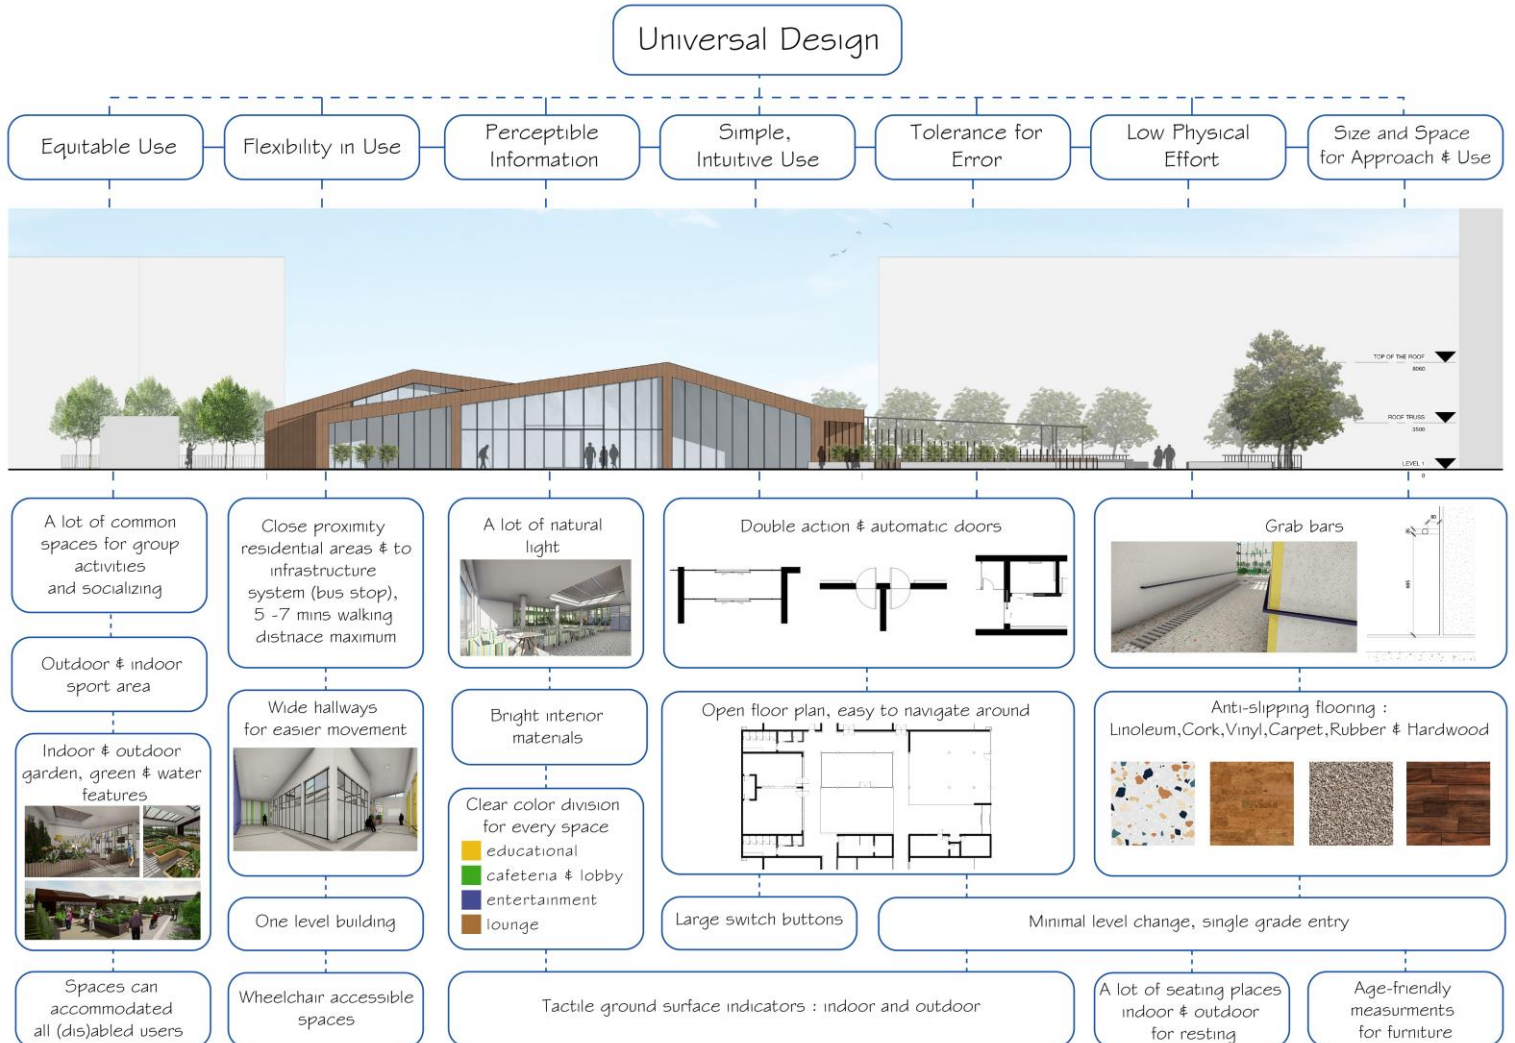 Universal Design
Equitable Use
Flexibility in Use
Perceptible
Information
Simple,
Intuitive Use
Tolerance for
Error
Low Physical
Effort
Size and Space
for Approach & Use
TOP OF THE ROOF
8060
ROOF TRUSS
3500
LEVEL 1
0
A lot of common
spaces for group
activities
and socializing
Outdoor & indoor
sport area
Indoor & outdoor
garden, green & water
features
Spaces can
accommodated
all (dis)abled users
Close proximity
residential areas & to
infrastructure
system (bus stop),
5 -7 mins walking
distnace maximum
Wide hallways
for easier movement
One level building
Wheelchair accessible
spaces
A lot of natural
light
Bright interior
materials
Clear color division
for every space
educational
cafeteria & lobby
entertainment
lounge
Double action & automatic doors
Open floor plan, easy to navigate around
Large switch buttons
Tactile ground surface indicators : indoor and outdoor
Grab bars
Anti-slipping flooring :
Linoleum,Cork,Vinyl,Carpet,Rubber & Hardwood
Minimal level change, single grade entry
A lot of seating places
indoor & outdoor
for resting
Age-friendly
measurments
for furniture